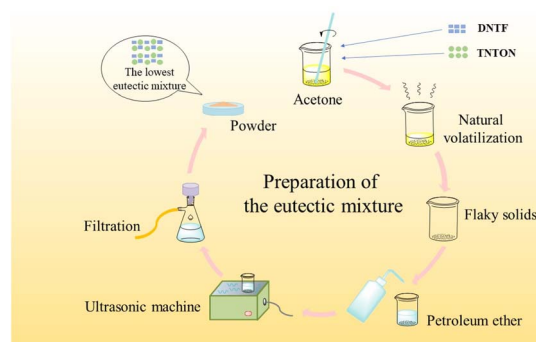 DNTF
TNTON
The lowest
eutectic mixture
Acetone
Powder
Natural
volatilization
Preparation of
the eutectic mixture
Filtration
Flaky solids
Ultrasonic machine
Petroleum ether